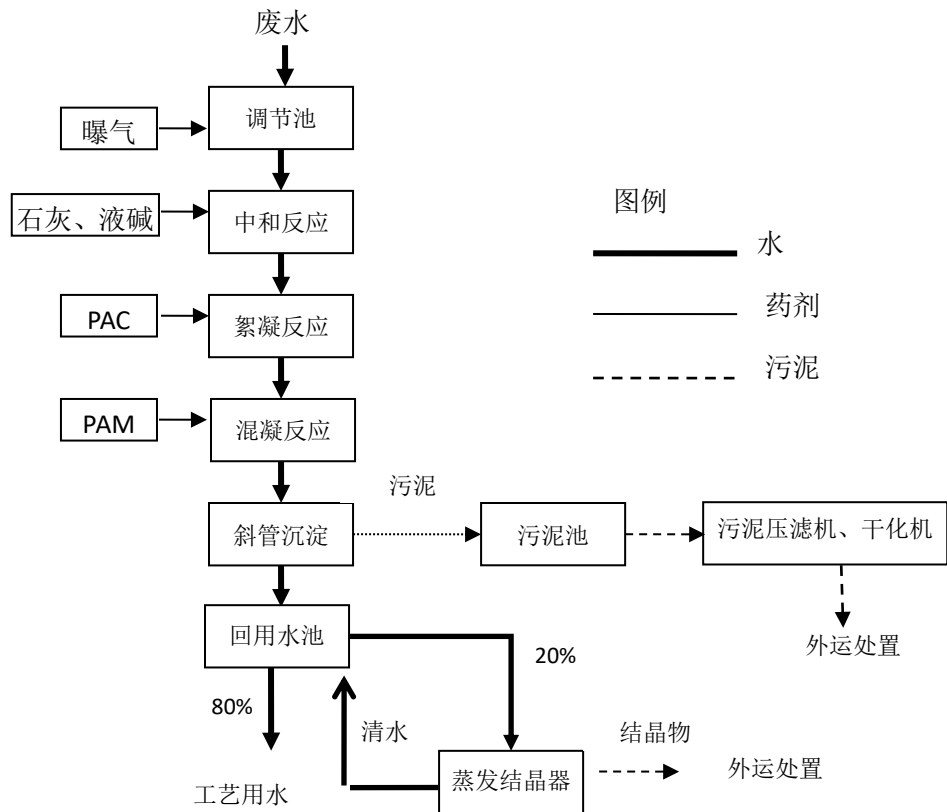 废水
调节池
曝气
石灰、液碱
中和反应
图例
水
PAC
絮凝反应
药剂
污泥
PAM
混凝反应
污泥
斜管沉淀
污泥池
污泥压滤机、干化机
回用水池
20%
外运处置
80%
清水
结晶物
工艺用水
蒸发结晶器
外运处置